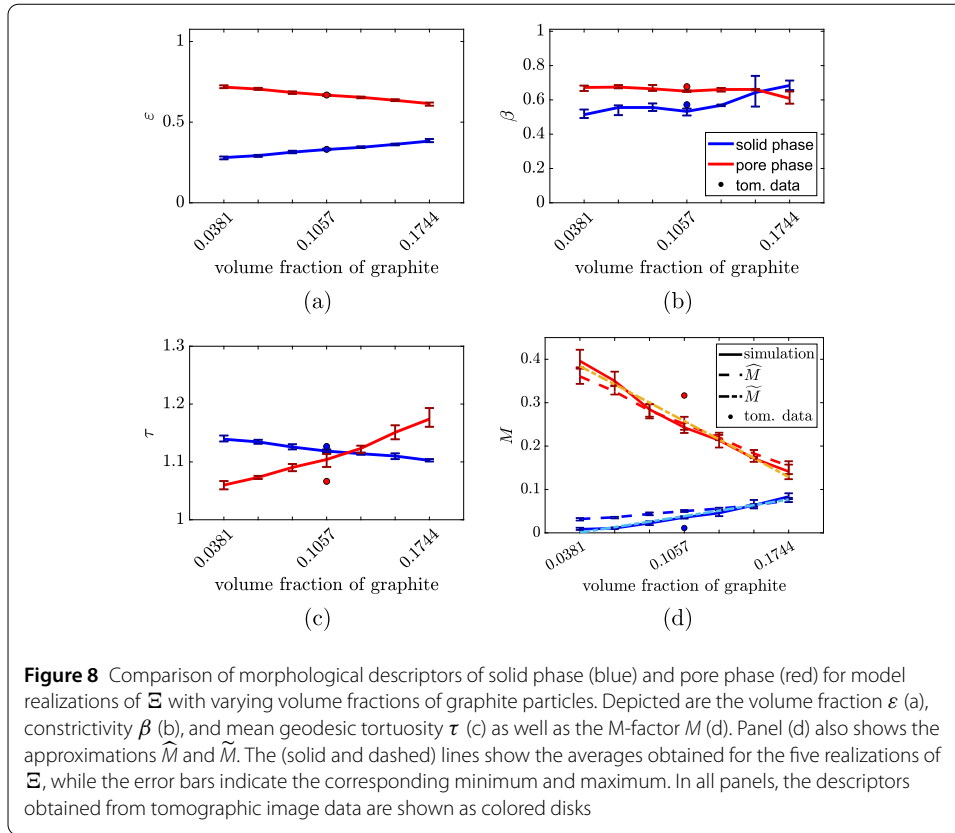 1
0.5
0
ε
0.0381
0.1057
0.1744
volume fraction of graphite
(a)
1
0.8
0.6
0.4
0.2
0
β
solid phase
pore phase
tom. data
0.0381
0.1057
0.1744
volume fraction of graphite
(b)
1.3
1.2
1.1
1
τ
0.0381
0.1057
0.1744
volume fraction of graphite
(c)
0.4
0.3
0.2
0.1
0
M
simulation
M̂
M̃
tom. data
0.0381
0.1057
0.1744
volume fraction of graphite
(d)
Figure 8 Comparison of morphological descriptors of solid phase (blue) and pore phase (red) for model
realizations of Ξ with varying volume fractions of graphite particles. Depicted are the volume fraction ε (a),
constrictivity β (b), and mean geodesic tortuosity τ (c) as well as the M-factor M (d). Panel (d) also shows the
approximations M̂ and M̃. The (solid and dashed) lines show the averages obtained for the five realizations of
Ξ, while the error bars indicate the corresponding minimum and maximum. In all panels, the descriptors
obtained from tomographic image data are shown as colored disks